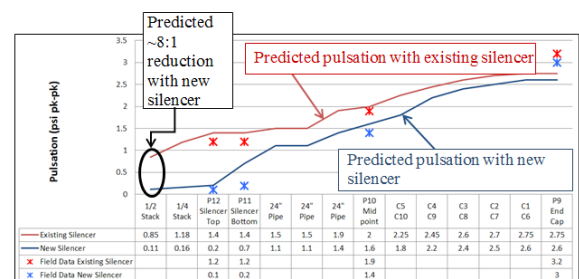 Predicted
~8:1
reduction
with new
silencer
Predicted pulsation with existing silencer
Predicted pulsation with new
silencer
Pulsation (psi pk-pk)
3.5
3
2.5
2
1.5
1
0.5
0
1/2 Stack 1/4 Stack P12 Silencer Top P11 Silencer Bottom 24" Pipe 24" Pipe 24" Pipe P10 Mid point C5 C10 C4 C9 C3 C8 C2 C7 C1 C6 P9 End Cap
Existing Silencer 0.85 1.18 1.4 1.4 1.5 1.5 1.9 2 2.25 2.45 2.6 2.7 2.75 2.75
New Silencer 0.11 0.16 0.2 0.7 1.1 1.1 1.4 1.6 1.8 2.2 2.4 2.5 2.6 2.6
Field Data Existing Silencer 1.2 1.2 1.9 3.2
Field Data New Silencer 0.1 0.2 1.4 3